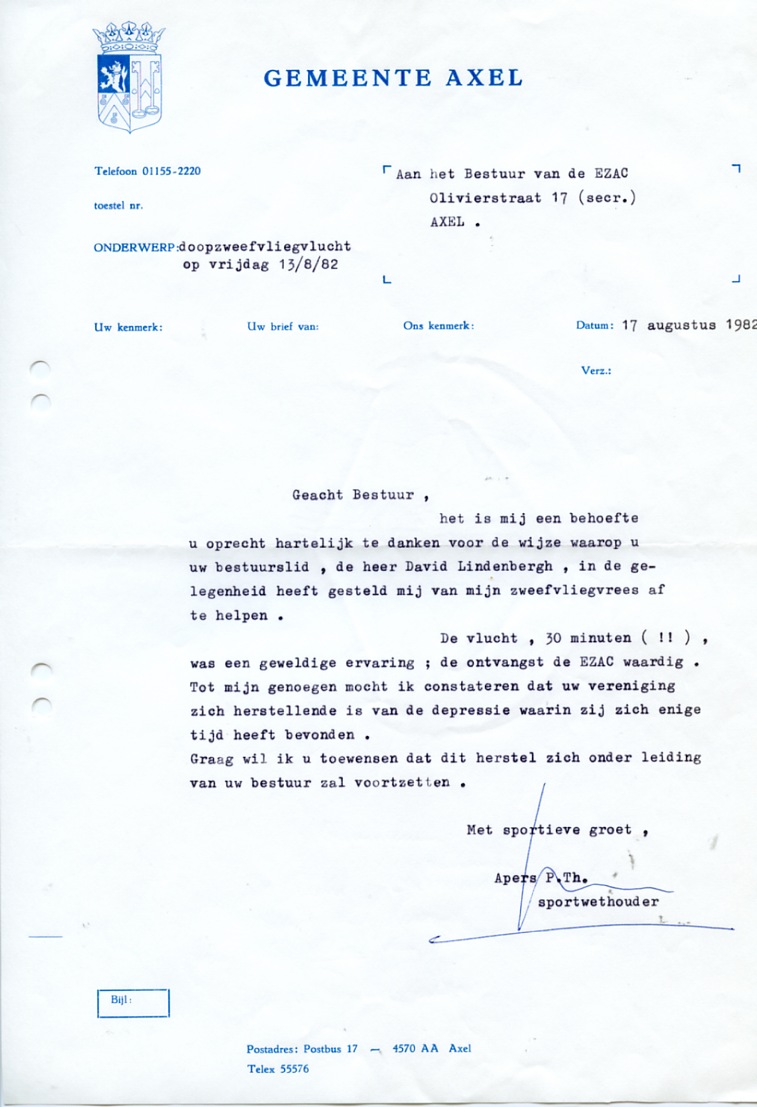 GEMEENTE AXEL
Telefoon 01155-2220
toestel nr.
Aan het Bestuur van de EZAC
Olivierstraat 17 (secr.)
AXEL .
ONDERWERP:doopzweefvliegvlucht
op vrijdag 13/8/82
Uw kenmerk:
Uw brief van:
Ons kenmerk:
Datum: 17 augustus 1982
Verz.:
Geacht Bestuur ,
het is mij een behoefte
u oprecht hartelijk te danken voor de wijze waarop u
uw bestuurslid , de heer David Lindenbergh , in de ge-
legenheid heeft gesteld mij van mijn zweefvliegvrees af
te helpen .
De vlucht , 30 minuten ( !! ) ,
was een geweldige ervaring ; de ontvangst de EZAC waardig .
Tot mijn genoegen mocht ik constateren dat uw vereniging
zich herstellende is van de depressie waarin zij zich enige
tijd heeft bevonden .
Graag wil ik u toewensen dat dit herstel zich onder leiding
van uw bestuur zal voortzetten .
Met sportieve groet ,
Apers P.Th.
sportwethouder
Bijl:
Postadres: Postbus 17 — 4570 AA Axel
Telex 55576